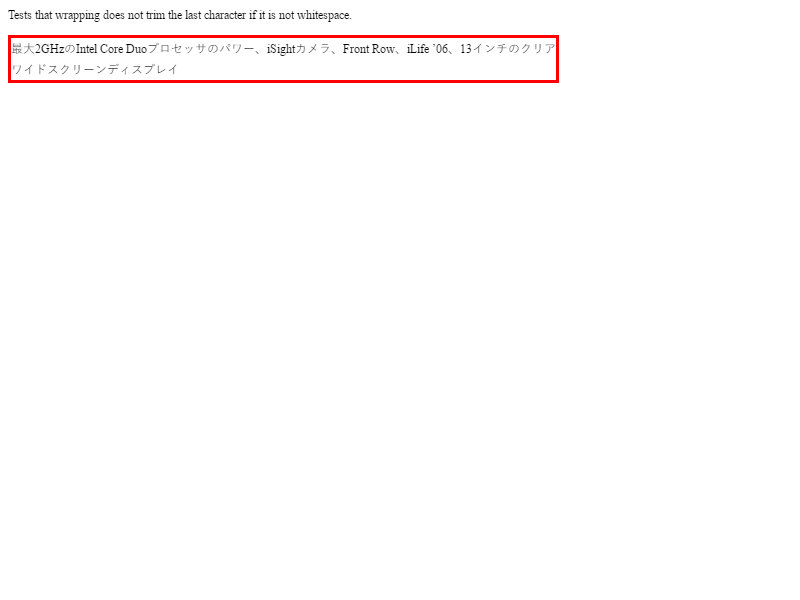 Tests that wrapping does not trim the last character if it is not whitespace.
最大2GHzのIntel Core Duoプロセッサのパワー、iSightカメラ、Front Row、iLife ’06、13インチのクリア
ワイドスクリーンディスプレイ